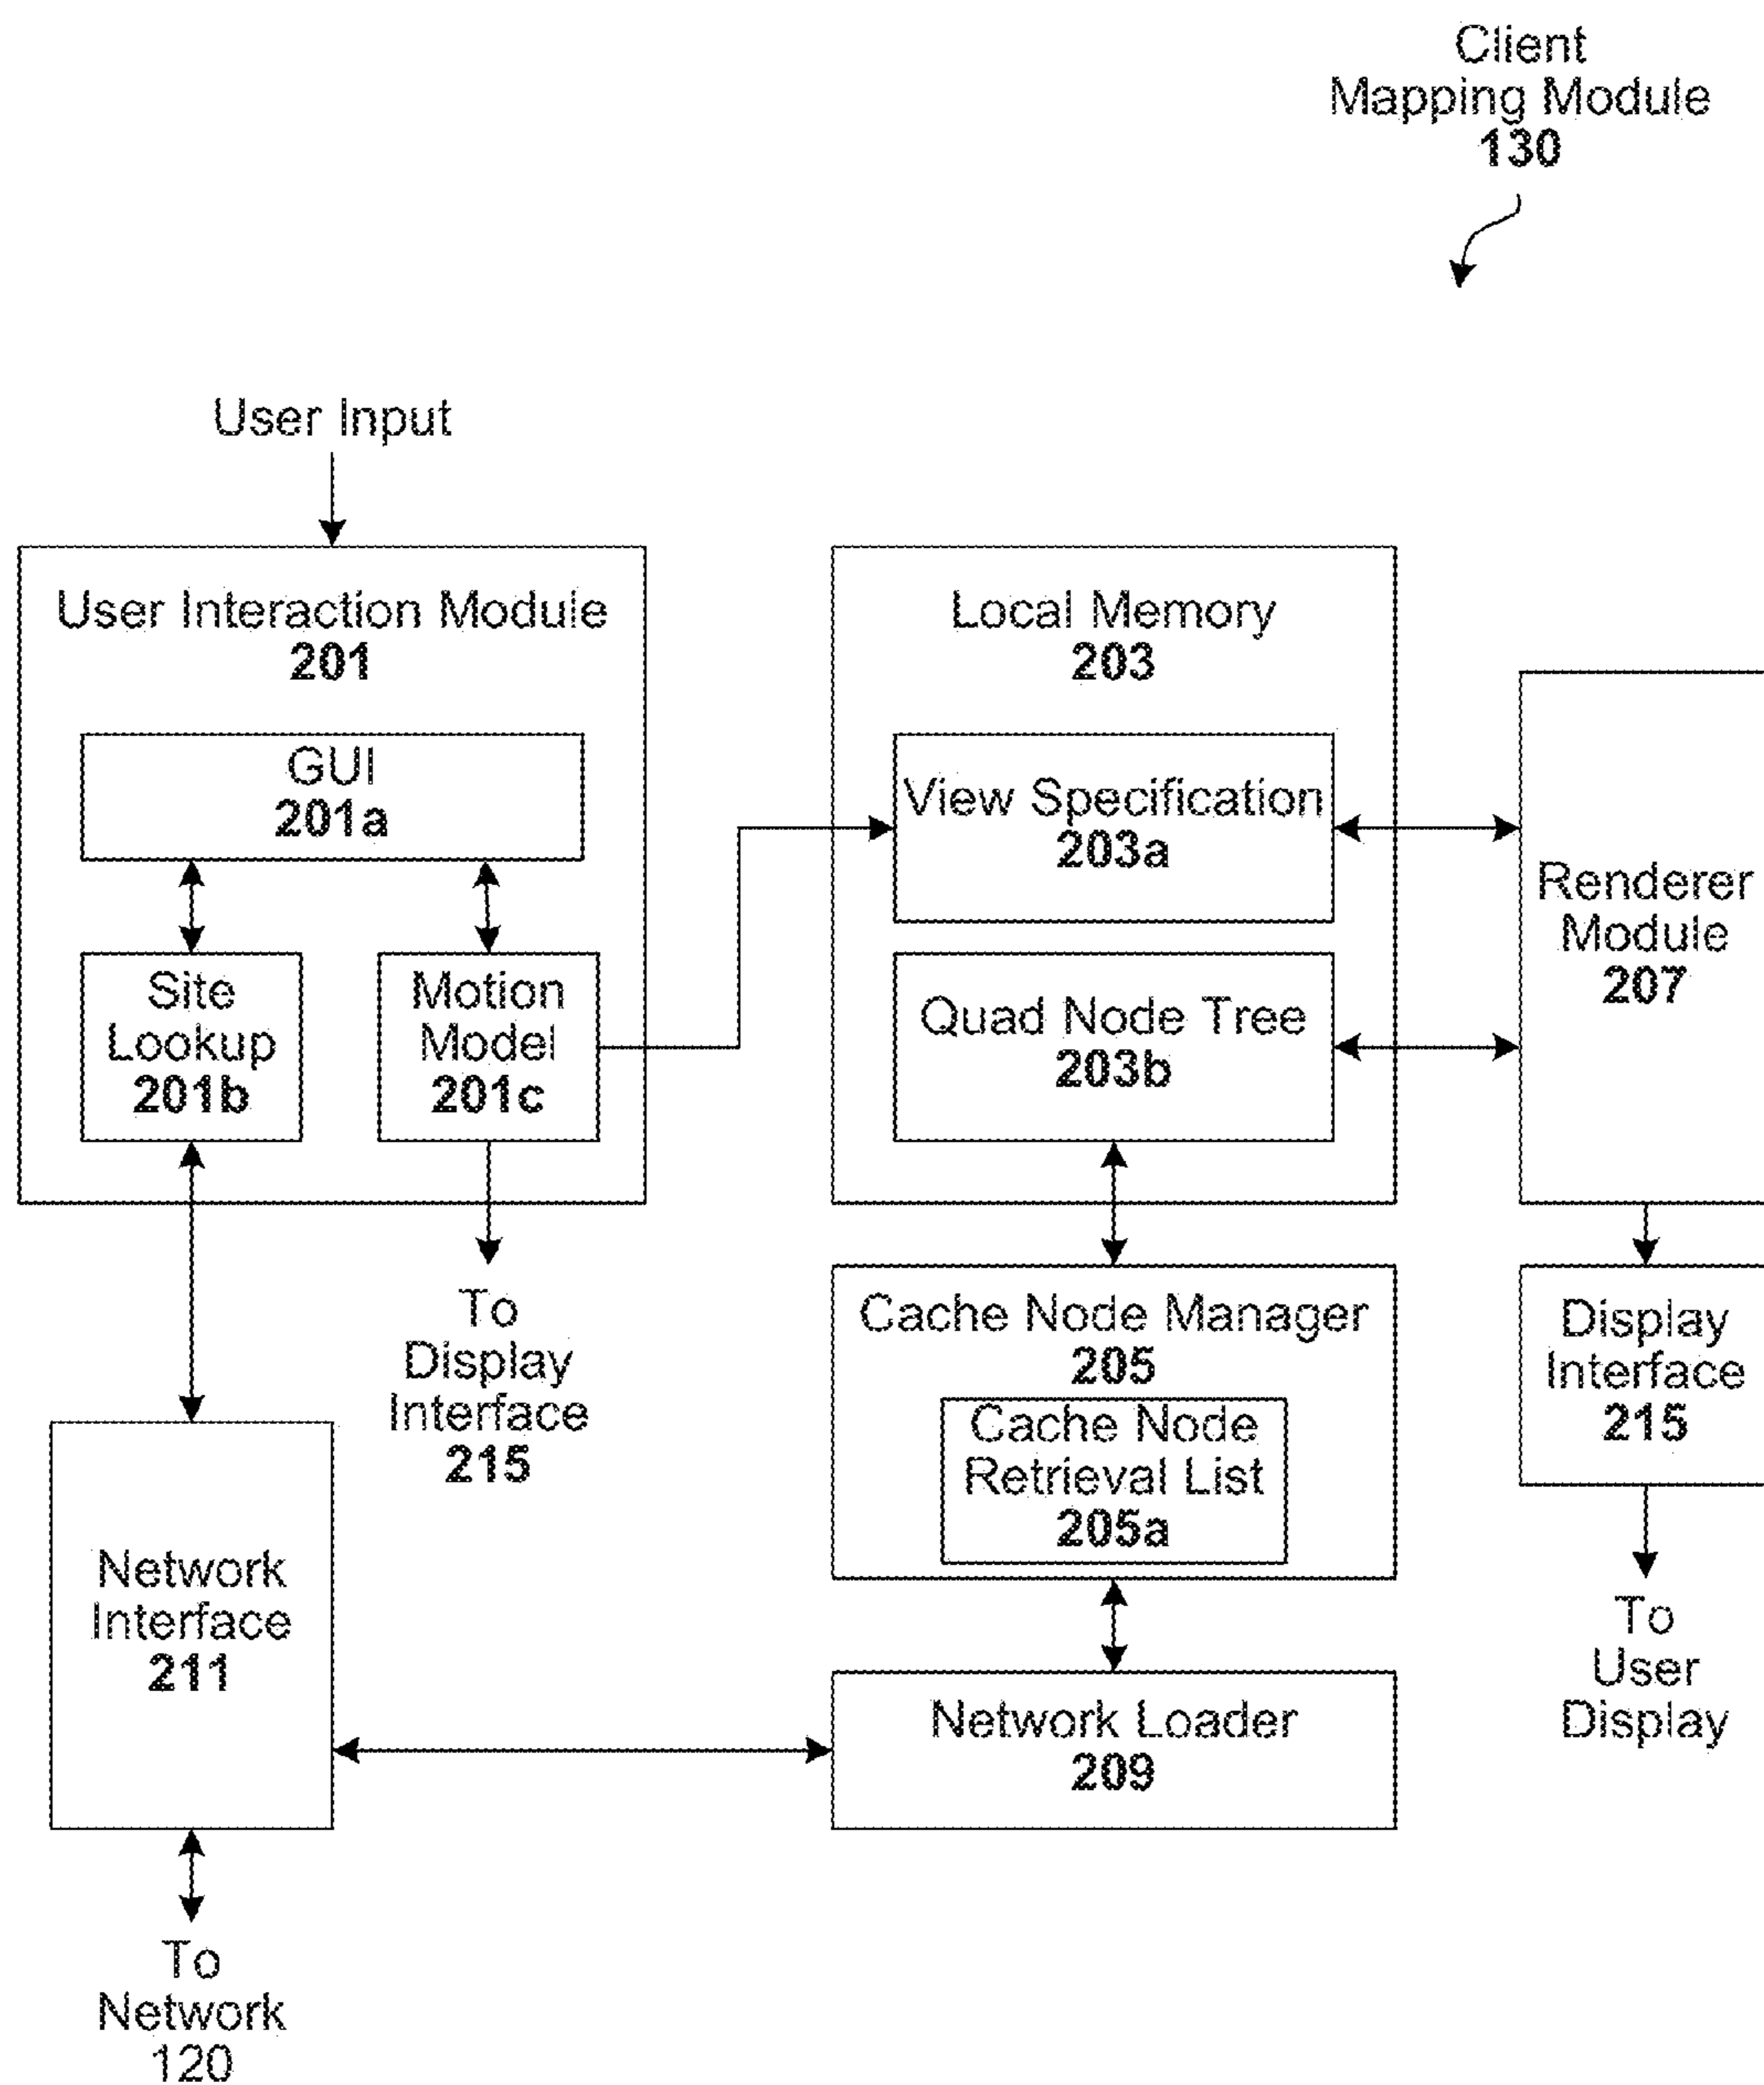 Client
Mapping Module
130
User Input
User Interaction Module
201
GUI
201a
Site
Lookup
201b
Motion
Model
201c
To
Display
Interface
215
Network
Interface
211
To
Network
120
Local Memory
203
View Specification
203a
Quad Node Tree
203b
Cache Node Manager
205
Cache Node
Retrieval List
205a
Network Loader
209
Renderer
Module
207
Display
Interface
215
To
User
Display